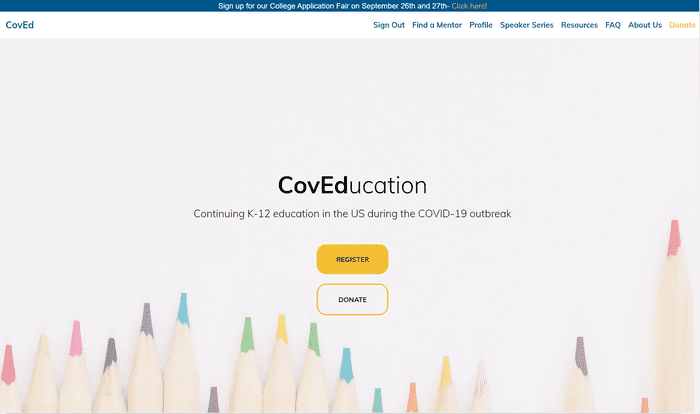 Sign up for our College Application Fair on September 26th and 27th- Click here!
CovEd Sign Out Find a Mentor Profile Speaker Series Resources FAQ About Us Donate
CovEducation
Continuing K-12 education in the US during the COVID-19 outbreak
REGISTER
DONATE